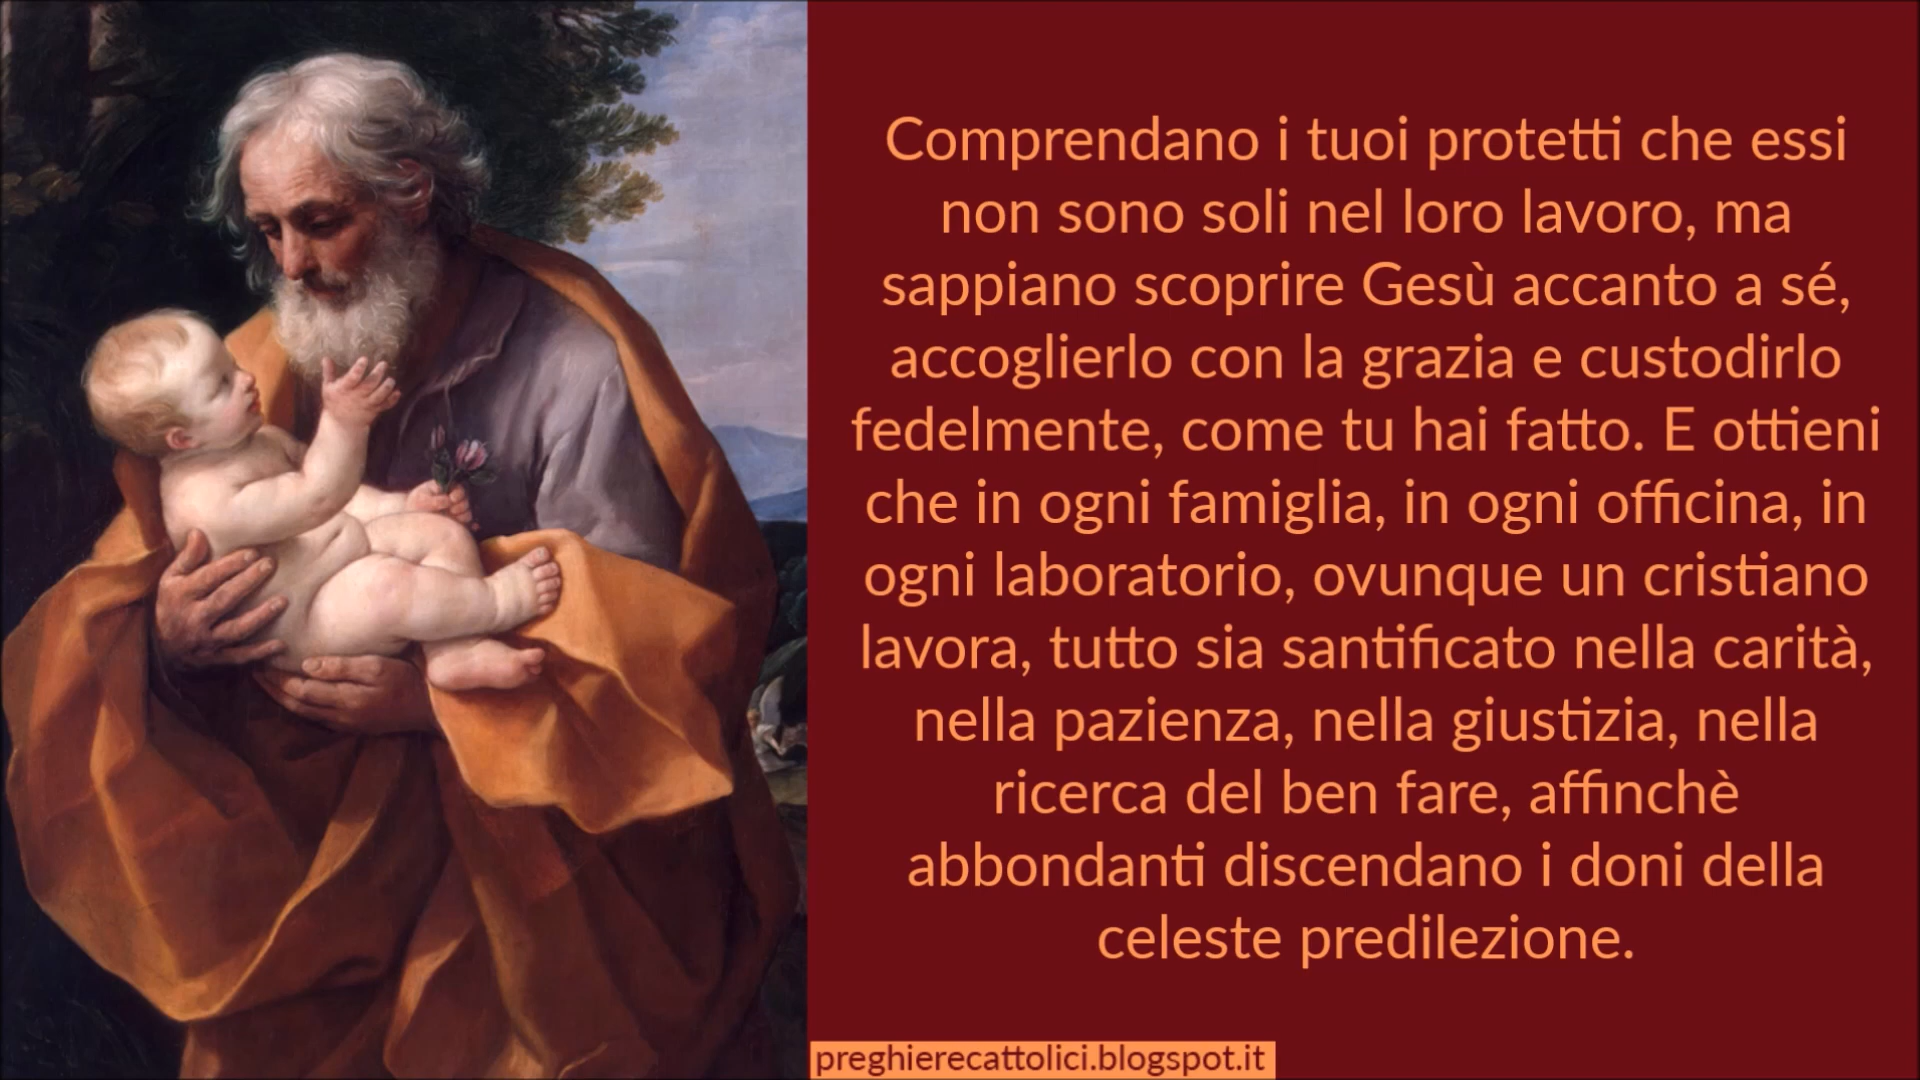 Comprendano i tuoi protetti che essi
non sono soli nel loro lavoro, ma
sappiano scoprire Gesù accanto a sé,
accoglierlo con la grazia e custodirlo
fedelmente, come tu hai fatto. E ottieni
che in ogni famiglia, in ogni officina, in
ogni laboratorio, ovunque un cristiano
lavora, tutto sia santificato nella carità,
nella pazienza, nella giustizia, nella
ricerca del ben fare, affinchè
abbondanti discendano i doni della
celeste predilezione.
preghierecattolici.blogspot.it